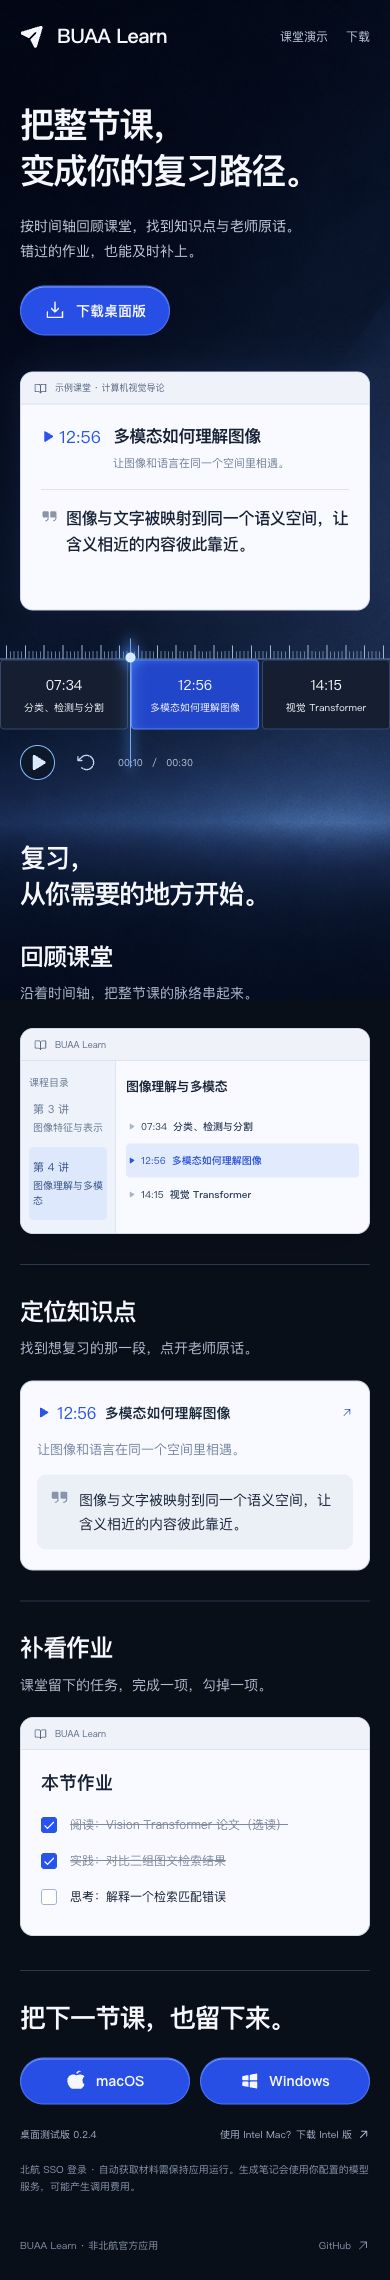 BUAA Learn
课堂演示 下载
把整节课，
变成你的复习路径。
按时间轴回顾课堂，找到知识点与老师原话。
错过的作业，也能及时补上。
下载桌面版
示例课堂 · 计算机视觉导论
12:56 多模态如何理解图像
让图像和语言在同一个空间里相遇。
图像与文字被映射到同一个语义空间，让
含义相近的内容彼此靠近。
07:34 12:56 14:15
分类、检测与分割 多模态如何理解图像 视觉 Transformer
00:10 / 00:30
复习，
从你需要的地方开始。
回顾课堂
沿着时间轴，把整节课的脉络串起来。
BUAA Learn
课程目录
第 3 讲
图像特征与表示
第 4 讲
图像理解与多模
态
图像理解与多模态
07:34 分类、检测与分割
12:56 多模态如何理解图像
14:15 视觉 Transformer
定位知识点
找到想复习的那一段，点开老师原话。
12:56 多模态如何理解图像
让图像和语言在同一个空间里相遇。
图像与文字被映射到同一个语义空间，让
含义相近的内容彼此靠近。
补看作业
课堂留下的任务，完成一项，勾掉一项。
BUAA Learn
本节作业
阅读：Vision Transformer 论文（选读）
实践：对比三组图文检索结果
思考：解释一个检索匹配错误
把下一节课，也留下来。
macOS Windows
桌面测试版 0.2.4 使用 Intel Mac？下载 Intel 版
北航 SSO 登录 · 自动获取材料需保持应用运行。生成笔记会使用你配置的模型
服务，可能产生调用费用。
BUAA Learn · 非北航官方应用 GitHub